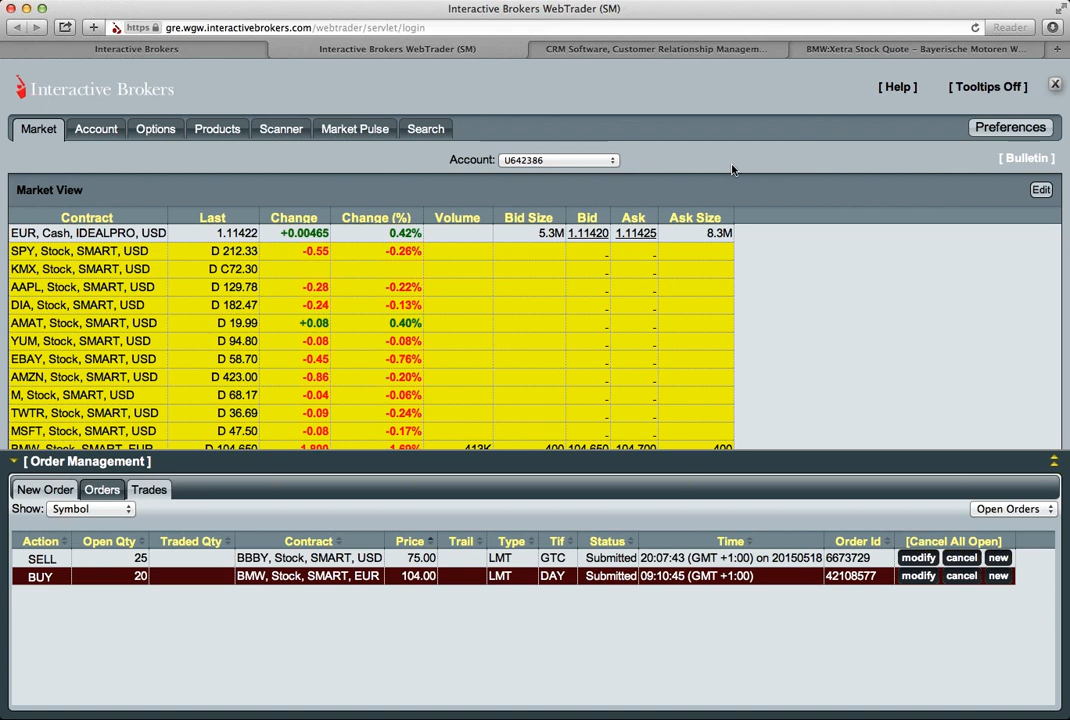 Interactive Brokers WebTrader (SM)
https gre.wgw.interactivebrokers.com/webtrader/servlet/login Reader
Interactive Brokers Interactive Brokers WebTrader (SM) CRM Software, Customer Relationship Managem... BMW:Xetra Stock Quote – Bayerische Motoren W...
Interactive Brokers [ Help ] [ Tooltips Off ] X
Market Account Options Products Scanner Market Pulse Search Preferences
Account: U642386 [ Bulletin ]
Market View Edit
Contract Last Change Change (%) Volume Bid Size Bid Ask Ask Size
EUR, Cash, IDEALPRO, USD 1.11422 +0.00465 0.42% 5.3M 1.11420 1.11425 8.3M
SPY, Stock, SMART, USD D 212.33 -0.55 -0.26%
KMX, Stock, SMART, USD D C72.30
AAPL, Stock, SMART, USD D 129.78 -0.28 -0.22%
DIA, Stock, SMART, USD D 182.47 -0.24 -0.13%
AMAT, Stock, SMART, USD D 19.99 +0.08 0.40%
YUM, Stock, SMART, USD D 94.80 -0.08 -0.08%
EBAY, Stock, SMART, USD D 58.70 -0.45 -0.76%
AMZN, Stock, SMART, USD D 423.00 -0.86 -0.20%
M, Stock, SMART, USD D 68.17 -0.04 -0.06%
TWTR, Stock, SMART, USD D 36.69 -0.09 -0.24%
MSFT, Stock, SMART, USD D 47.50 -0.08 -0.17%
BMW, Stock, SMART, EUR D 104.650 413K 400 104.650 104.700 400
[ Order Management ]
New Order Orders Trades
Show: Symbol Open Orders
Action Open Qty Traded Qty Contract Price Trail Type Tif Status Time Order Id [Cancel All Open]
SELL 25 BBBY, Stock, SMART, USD 75.00 LMT GTC Submitted 20:07:43 (GMT +1:00) on 20150518 6673729 modify cancel new
BUY 20 BMW, Stock, SMART, EUR 104.00 LMT DAY Submitted 09:10:45 (GMT +1:00) 42108577 modify cancel new